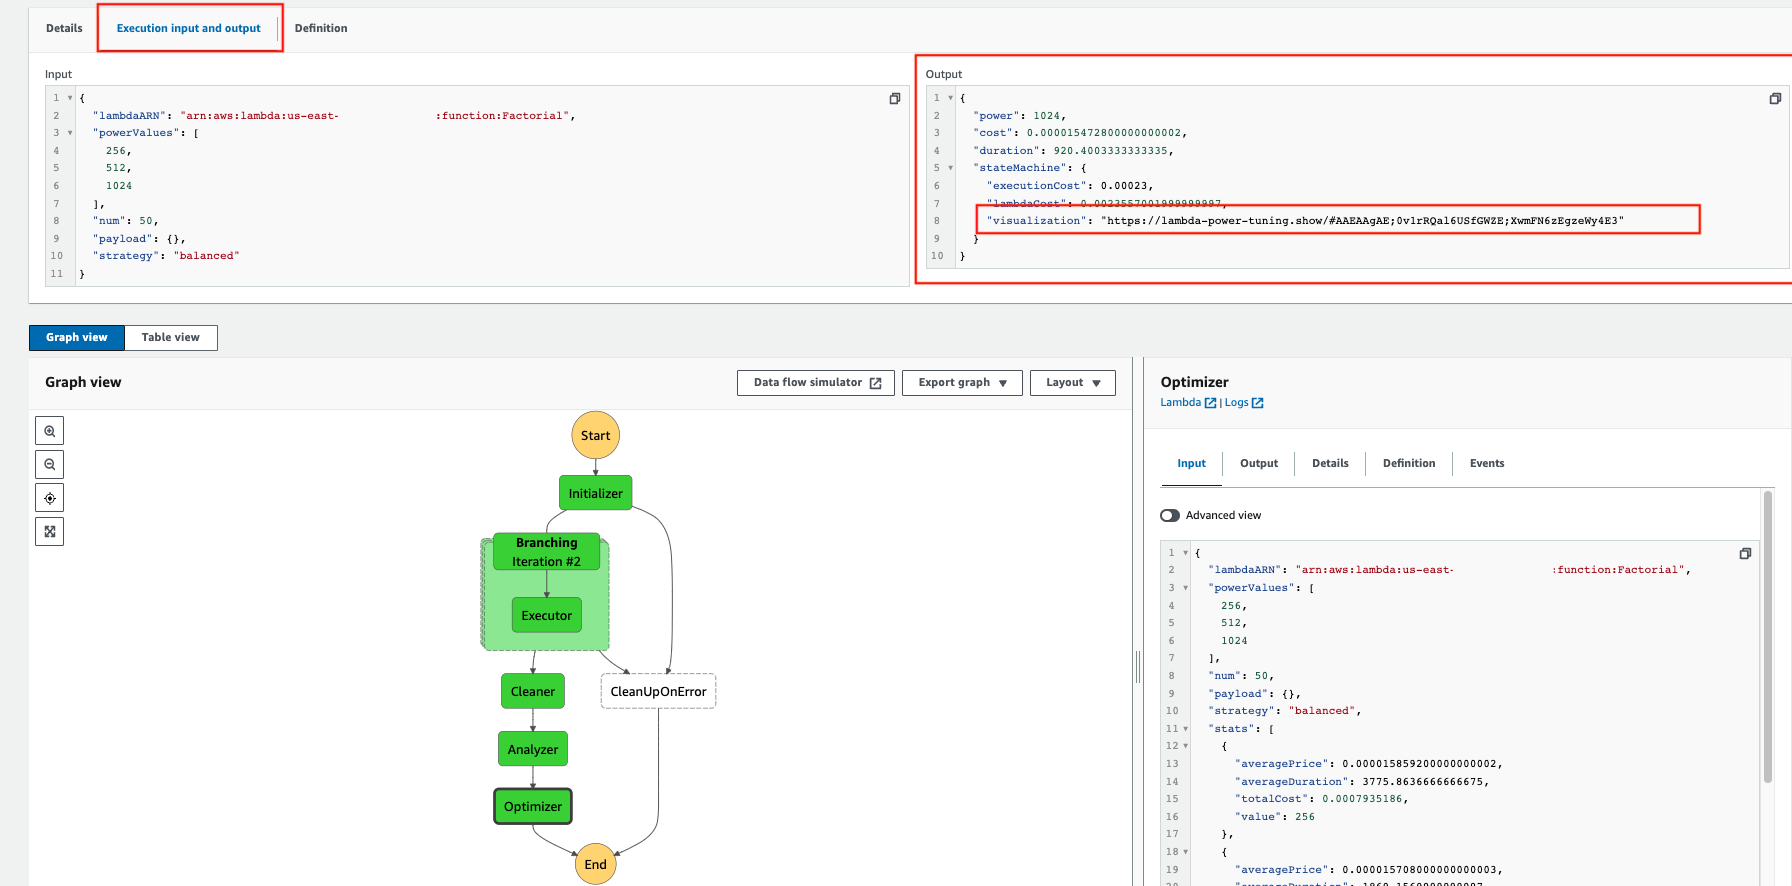 Details
Execution input and output
Definition
Input
1 {
2 "lambdaARN": "arn:aws:lambda:us-east- :function:Factorial",
3 "powerValues": [
4 256,
5 512,
6 1024
7 ],
8 "num": 50,
9 "payload": {},
10 "strategy": "balanced"
11 }
Output
1 {
2 "power": 1024,
3 "cost": 0.000015472800000000002,
4 "duration": 920.4003333333335,
5 "stateMachine": {
6 "executionCost": 0.00023,
7 "lambdaCost": 0.0023557001999999997,
8 "visualization": "https://lambda-power-tuning.show/#AAEAAgAE;0v1rRQal6USfGWZE;XwmFN6zEgzeWy4E3"
9 }
10 }
Graph view
Table view
Graph view
Data flow simulator
Export graph
Layout
Start
Initializer
Branching
Iteration #2
Executor
Cleaner
CleanUpOnError
Analyzer
Optimizer
End
Optimizer
Lambda | Logs
Input
Output
Details
Definition
Events
Advanced view
1 {
2 "lambdaARN": "arn:aws:lambda:us-east- :function:Factorial",
3 "powerValues": [
4 256,
5 512,
6 1024
7 ],
8 "num": 50,
9 "payload": {},
10 "strategy": "balanced",
11 "stats": [
12 {
13 "averagePrice": 0.000015859200000000002,
14 "averageDuration": 3775.8636666666675,
15 "totalCost": 0.0007935186,
16 "value": 256
17 },
18 {
19 "averagePrice": 0.0000157080000000000003,